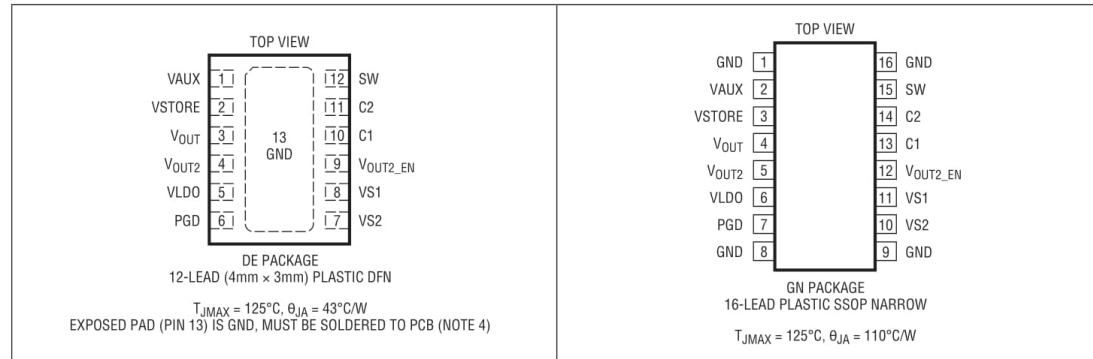 TOP VIEW
VAUX 1 12 SW
VSTORE 2 11 C2
VOUT 3 10 C1
13
GND
VOUT2 4 9 VOUT2_EN
VLDO 5 8 VS1
PGD 6 7 VS2
DE PACKAGE
12-LEAD (4mm × 3mm) PLASTIC DFN
TJMAX = 125°C, θJA = 43°C/W
EXPOSED PAD (PIN 13) IS GND, MUST BE SOLDERED TO PCB (NOTE 4)
TOP VIEW
GND 1 16 GND
VAUX 2 15 SW
VSTORE 3 14 C2
VOUT 4 13 C1
VOUT2 5 12 VOUT2_EN
VLDO 6 11 VS1
PGD 7 10 VS2
GND 8 9 GND
GN PACKAGE
16-LEAD PLASTIC SSOP NARROW
TJMAX = 125°C, θJA = 110°C/W